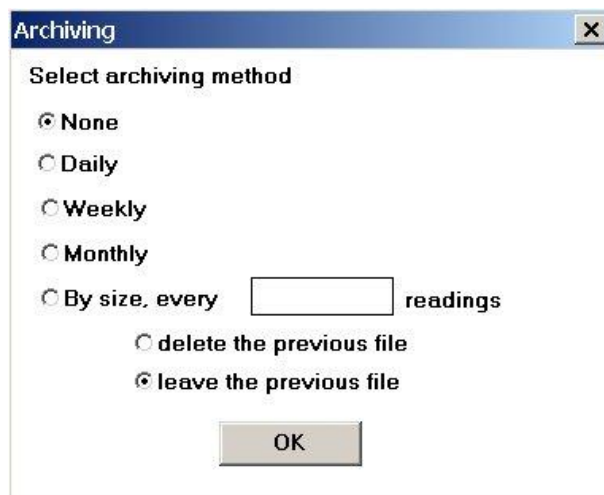 Archiving
Select archiving method
None
Daily
Weekly
Monthly
By size, every readings
delete the previous file
leave the previous file
OK